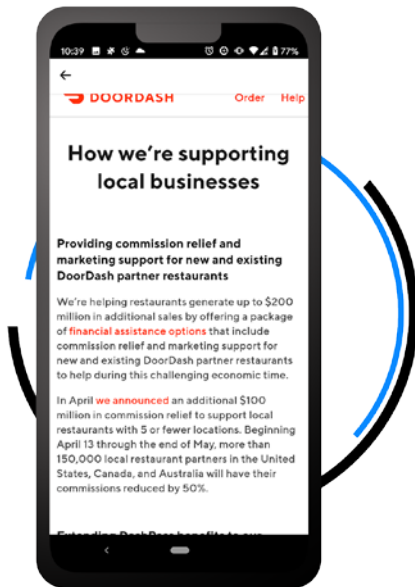 10:39 77%
DOORDASH Order Help
How we're supporting
local businesses
Providing commission relief and
marketing support for new and existing
DoorDash partner restaurants
We're helping restaurants generate up to $200
million in additional sales by offering a package
of financial assistance options that include
commission relief and marketing support for
new and existing DoorDash partner restaurants
to help during this challenging economic time.
In April we announced an additional $100
million in commission relief to support local
restaurants with 5 or fewer locations. Beginning
April 13 through the end of May, more than
150,000 local restaurant partners in the United
States, Canada, and Australia will have their
commissions reduced by 50%.
Extending DashPass benefits to our